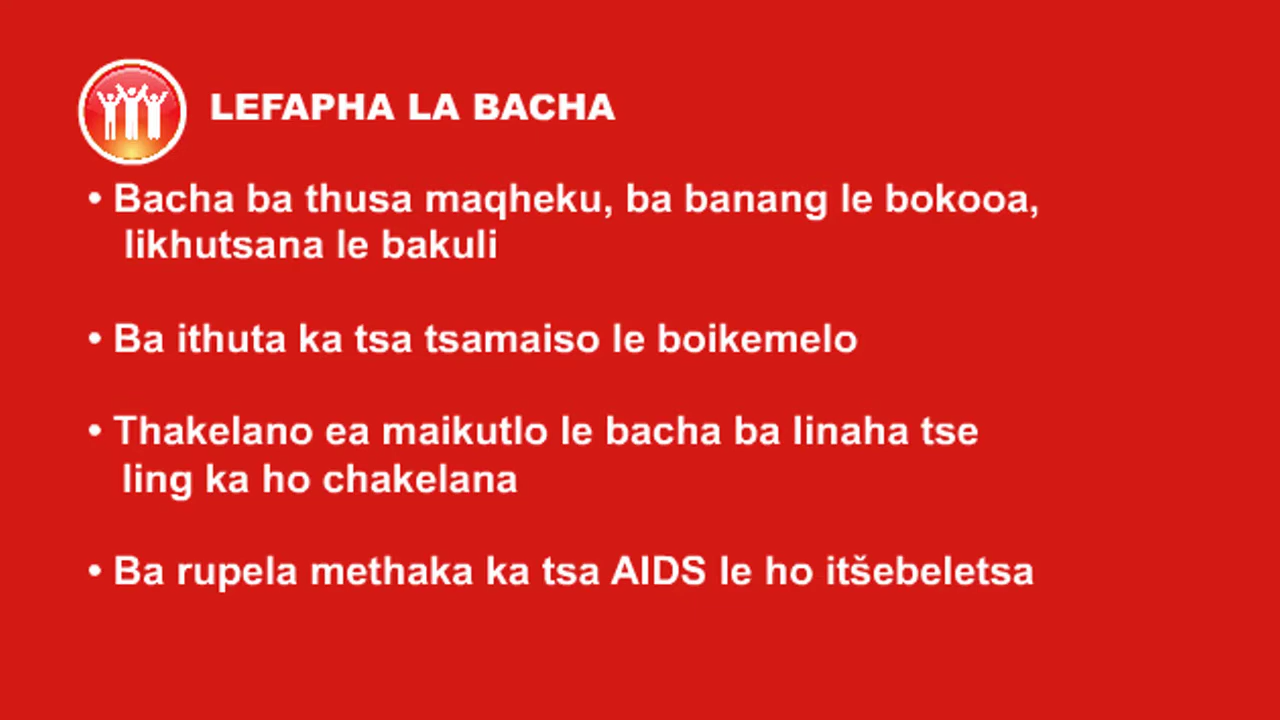 LEFAPHA LA BACHA
• Bacha ba thusa maqheku, ba banang le bokooa,
likhutsana le bakuli
• Ba ithuta ka tsa tsamaiso le boikemelo
• Thakelano ea maikutlo le bacha ba linaha tse
ling ka ho chakelana
• Ba rupela methaka ka tsa AIDS le ho itšebeletsa